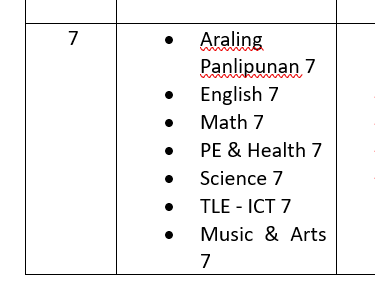 7
• Araling
Panlipunan 7
• English 7
• Math 7
• PE & Health 7
• Science 7
• TLE - ICT 7
• Music & Arts
7